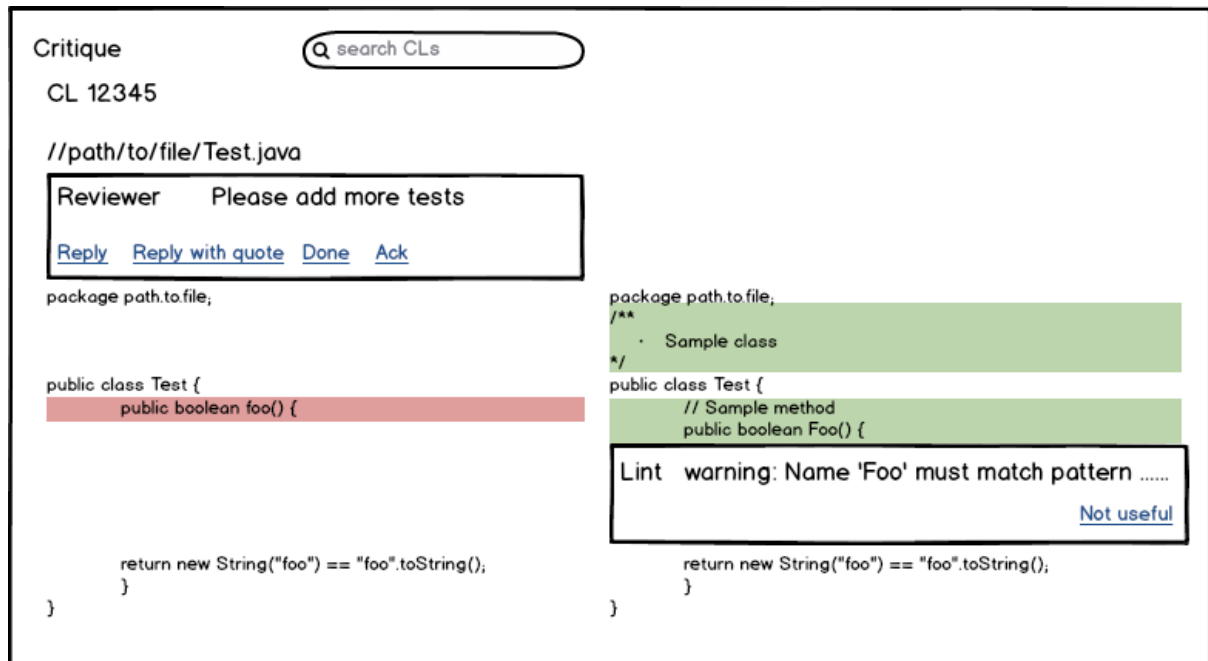 Critique
search CLs
CL 12345
//path/to/file/Test.java
Reviewer Please add more tests
Reply Reply with quote Done Ack
package path.to.file;
public class Test {
public boolean foo() {
return new String("foo") == "foo".toString();
}
}
package path.to.file;
/**
· Sample class
*/
public class Test {
// Sample method
public boolean Foo() {
Lint warning: Name 'Foo' must match pattern ......
Not useful
return new String("foo") == "foo".toString();
}
}